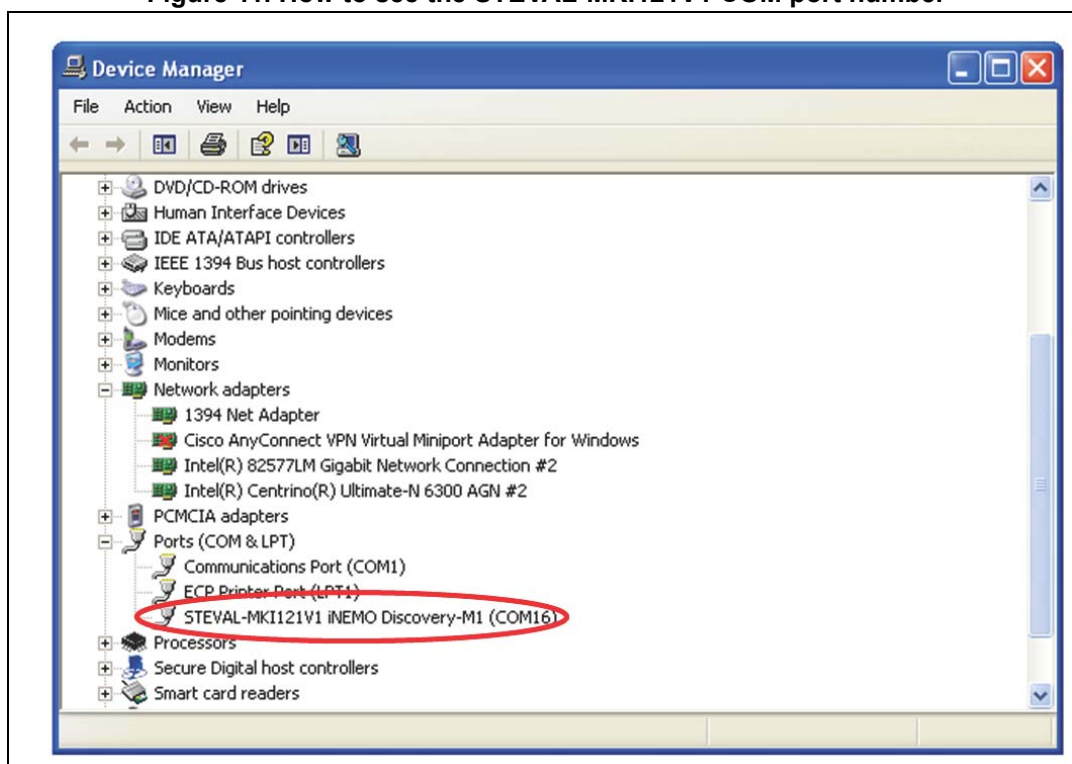 Device Manager
File Action View Help
DVD/CD-ROM drives
Human Interface Devices
IDE ATA/ATAPI controllers
IEEE 1394 Bus host controllers
Keyboards
Mice and other pointing devices
Modems
Monitors
Network adapters
1394 Net Adapter
Cisco AnyConnect VPN Virtual Miniport Adapter for Windows
Intel(R) 82577LM Gigabit Network Connection #2
Intel(R) Centrino(R) Ultimate-N 6300 AGN #2
PCMCIA adapters
Ports (COM & LPT)
Communications Port (COM1)
ECP Printer Port (LPT1)
STEVAL-MKI121V1 iNEMO Discovery-M1 (COM16)
Processors
Secure Digital host controllers
Smart card readers